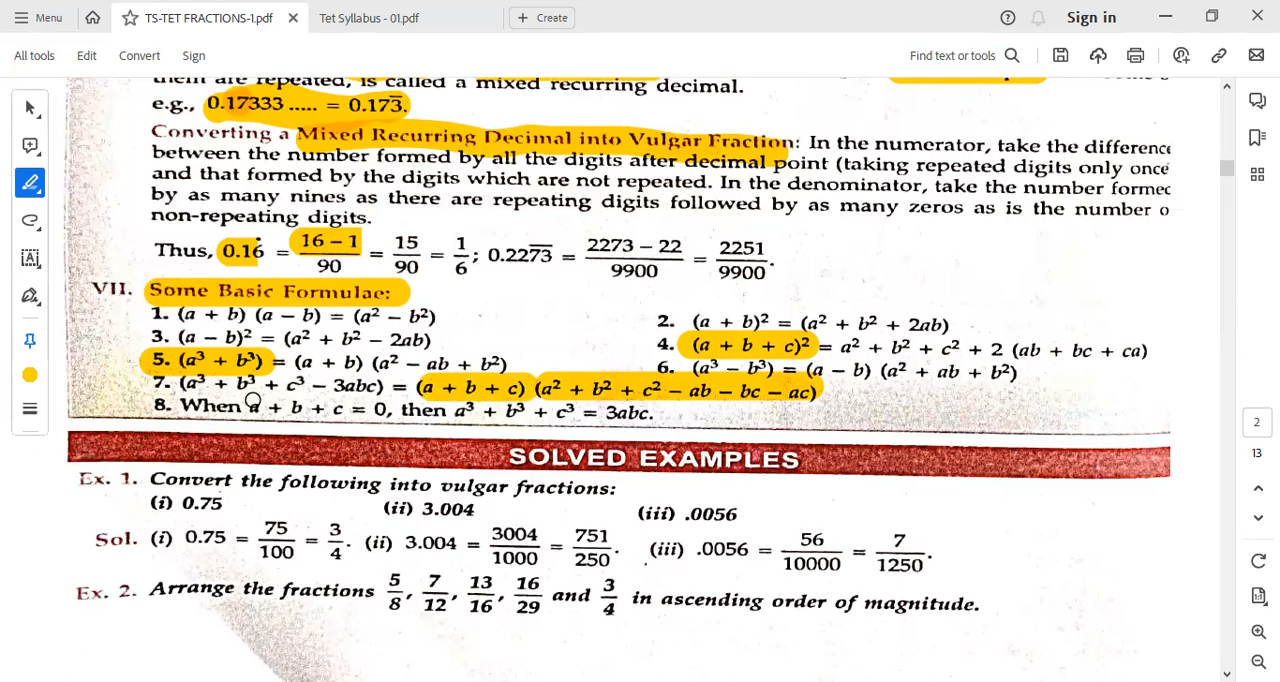 Menu TS-TET FRACTIONS-1.pdf Tet Syllabus - 01.pdf + Create Sign in
All tools Edit Convert Sign Find text or tools
them are repeated, is called a mixed recurring decimal.
e.g., 0.17333 ..... = 0.173̅.
Converting a Mixed Recurring Decimal into Vulgar Fraction: In the numerator, take the difference
between the number formed by all the digits after decimal point (taking repeated digits only once
and that formed by the digits which are not repeated. In the denominator, take the number formed
by as many nines as there are repeating digits followed by as many zeros as is the number o
non-repeating digits.
Thus, 0.16̇ = (16 – 1)/90 = 15/90 = 1/6; 0.227̅3̅ = (2273 – 22)/9900 = 2251/9900.
VII. Some Basic Formulae:
1. (a + b) (a – b) = (a² – b²) 2. (a + b)² = (a² + b² + 2ab)
3. (a – b)² = (a² + b² – 2ab) 4. (a + b + c)² = a² + b² + c² + 2 (ab + bc + ca)
5. (a³ + b³) = (a + b) (a² – ab + b²) 6. (a³ – b³) = (a – b) (a² + ab + b²)
7. (a³ + b³ + c³ – 3abc) = (a + b + c) (a² + b² + c² – ab – bc – ac)
8. When a + b + c = 0, then a³ + b³ + c³ = 3abc.
2
13
SOLVED EXAMPLES
Ex. 1. Convert the following into vulgar fractions:
(i) 0.75 (ii) 3.004 (iii) .0056
Sol. (i) 0.75 = 75/100 = 3/4. (ii) 3.004 = 3004/1000 = 751/250. (iii) .0056 = 56/10000 = 7/1250.
Ex. 2. Arrange the fractions 5/8, 7/12, 13/16, 16/29 and 3/4 in ascending order of magnitude.